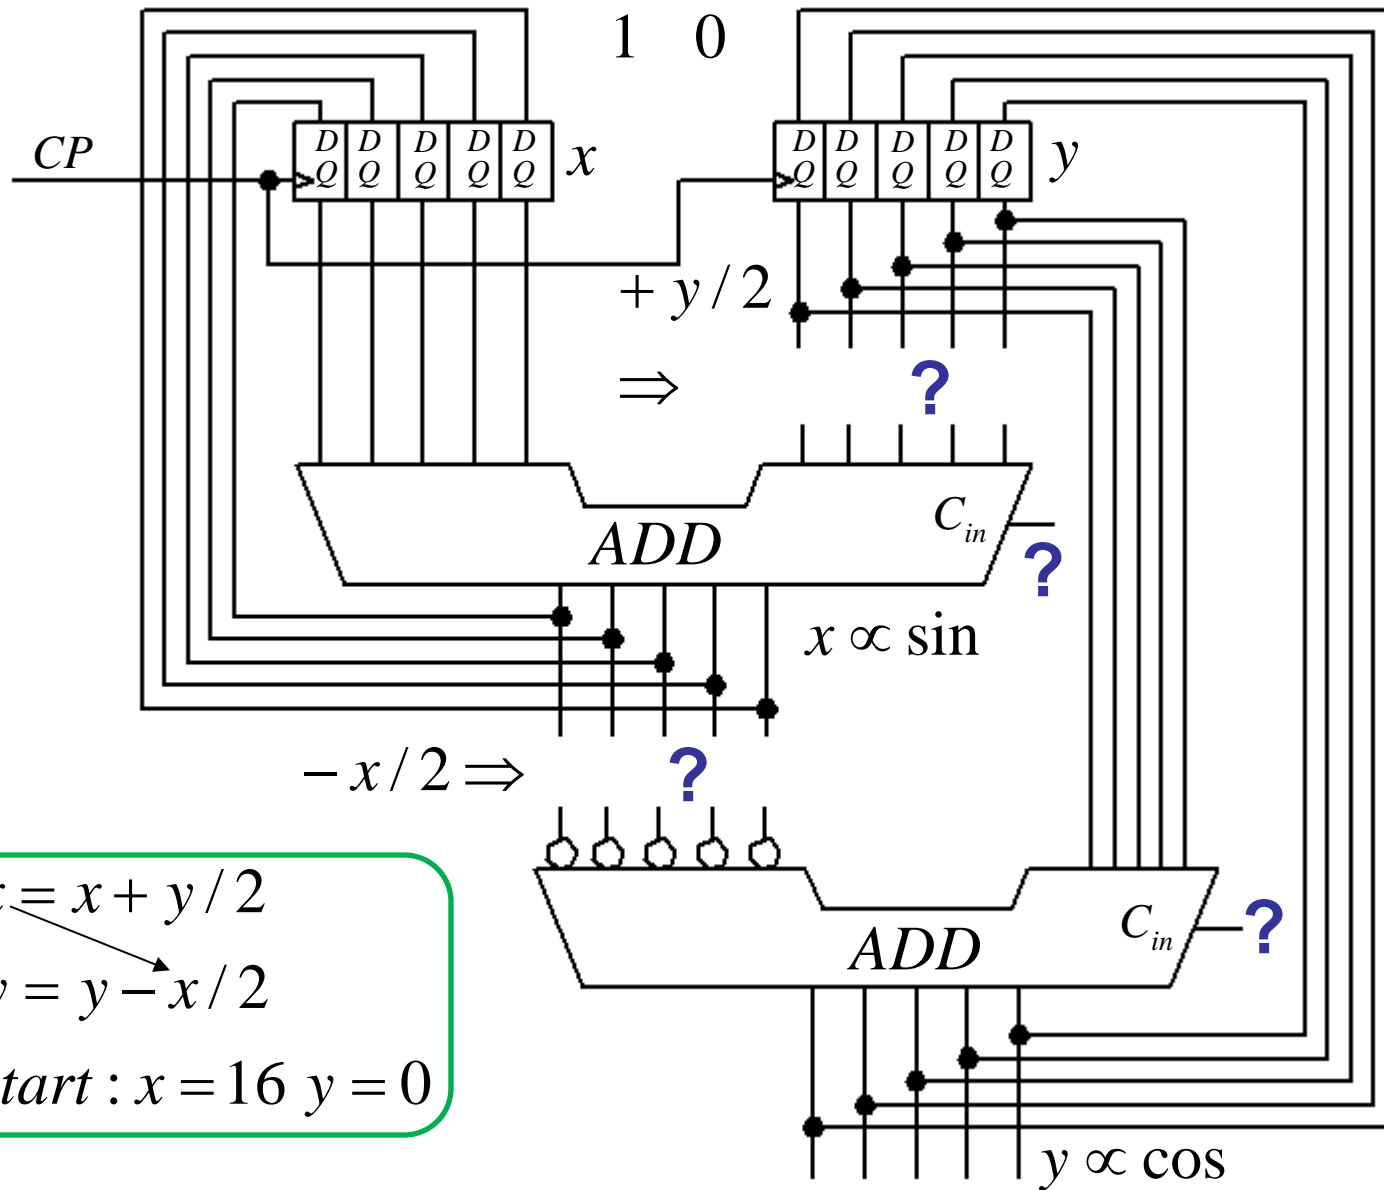 1 0
CP
D D D D D
Q Q Q Q Q
x
D D D D D
Q Q Q Q Q
y
+ y / 2
⇒
?
C_in
ADD
?
x ∝ sin
− x / 2 ⇒
?
= x + y / 2
= y − x / 2
tart : x = 16 y = 0
C_in
ADD
?
y ∝ cos